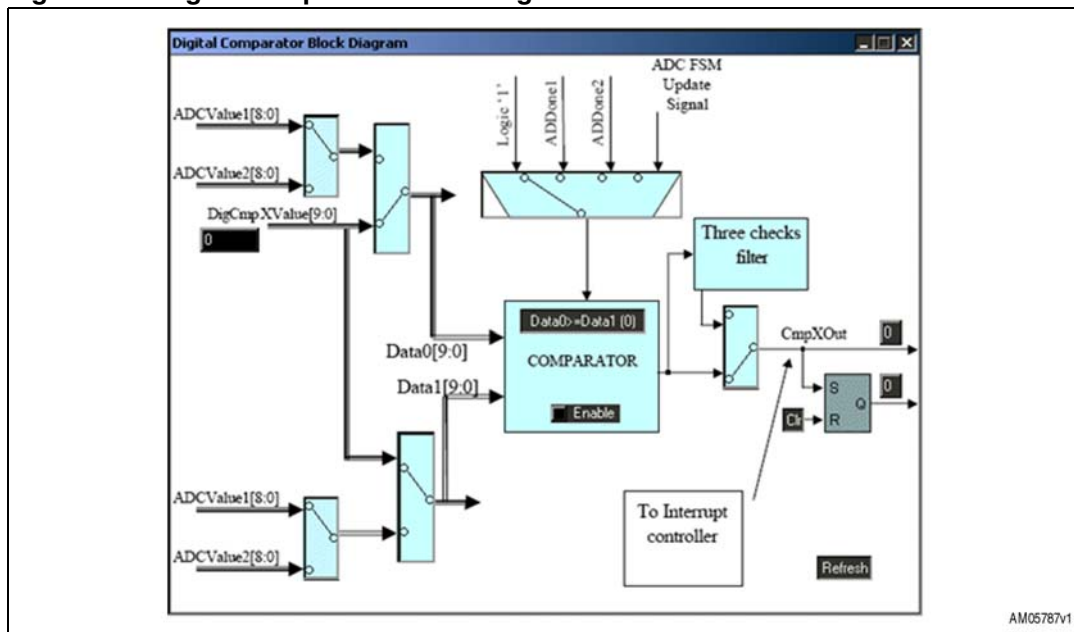 Digital Comparator Block Diagram
ADC FSM
Update
Signal
Logic '1'
ADDone1
ADDone2
ADCValue1[8:0]
ADCValue2[8:0]
DigCmpXValue[9:0]
0
Three checks
filter
Data0>=Data1 (0)
COMPARATOR
Enable
Data0[9:0]
Data1[9:0]
CmpXOut
0
S
Q
0
Clr
R
ADCValue1[8:0]
ADCValue2[8:0]
To Interrupt
controller
Refresh
AM05787v1